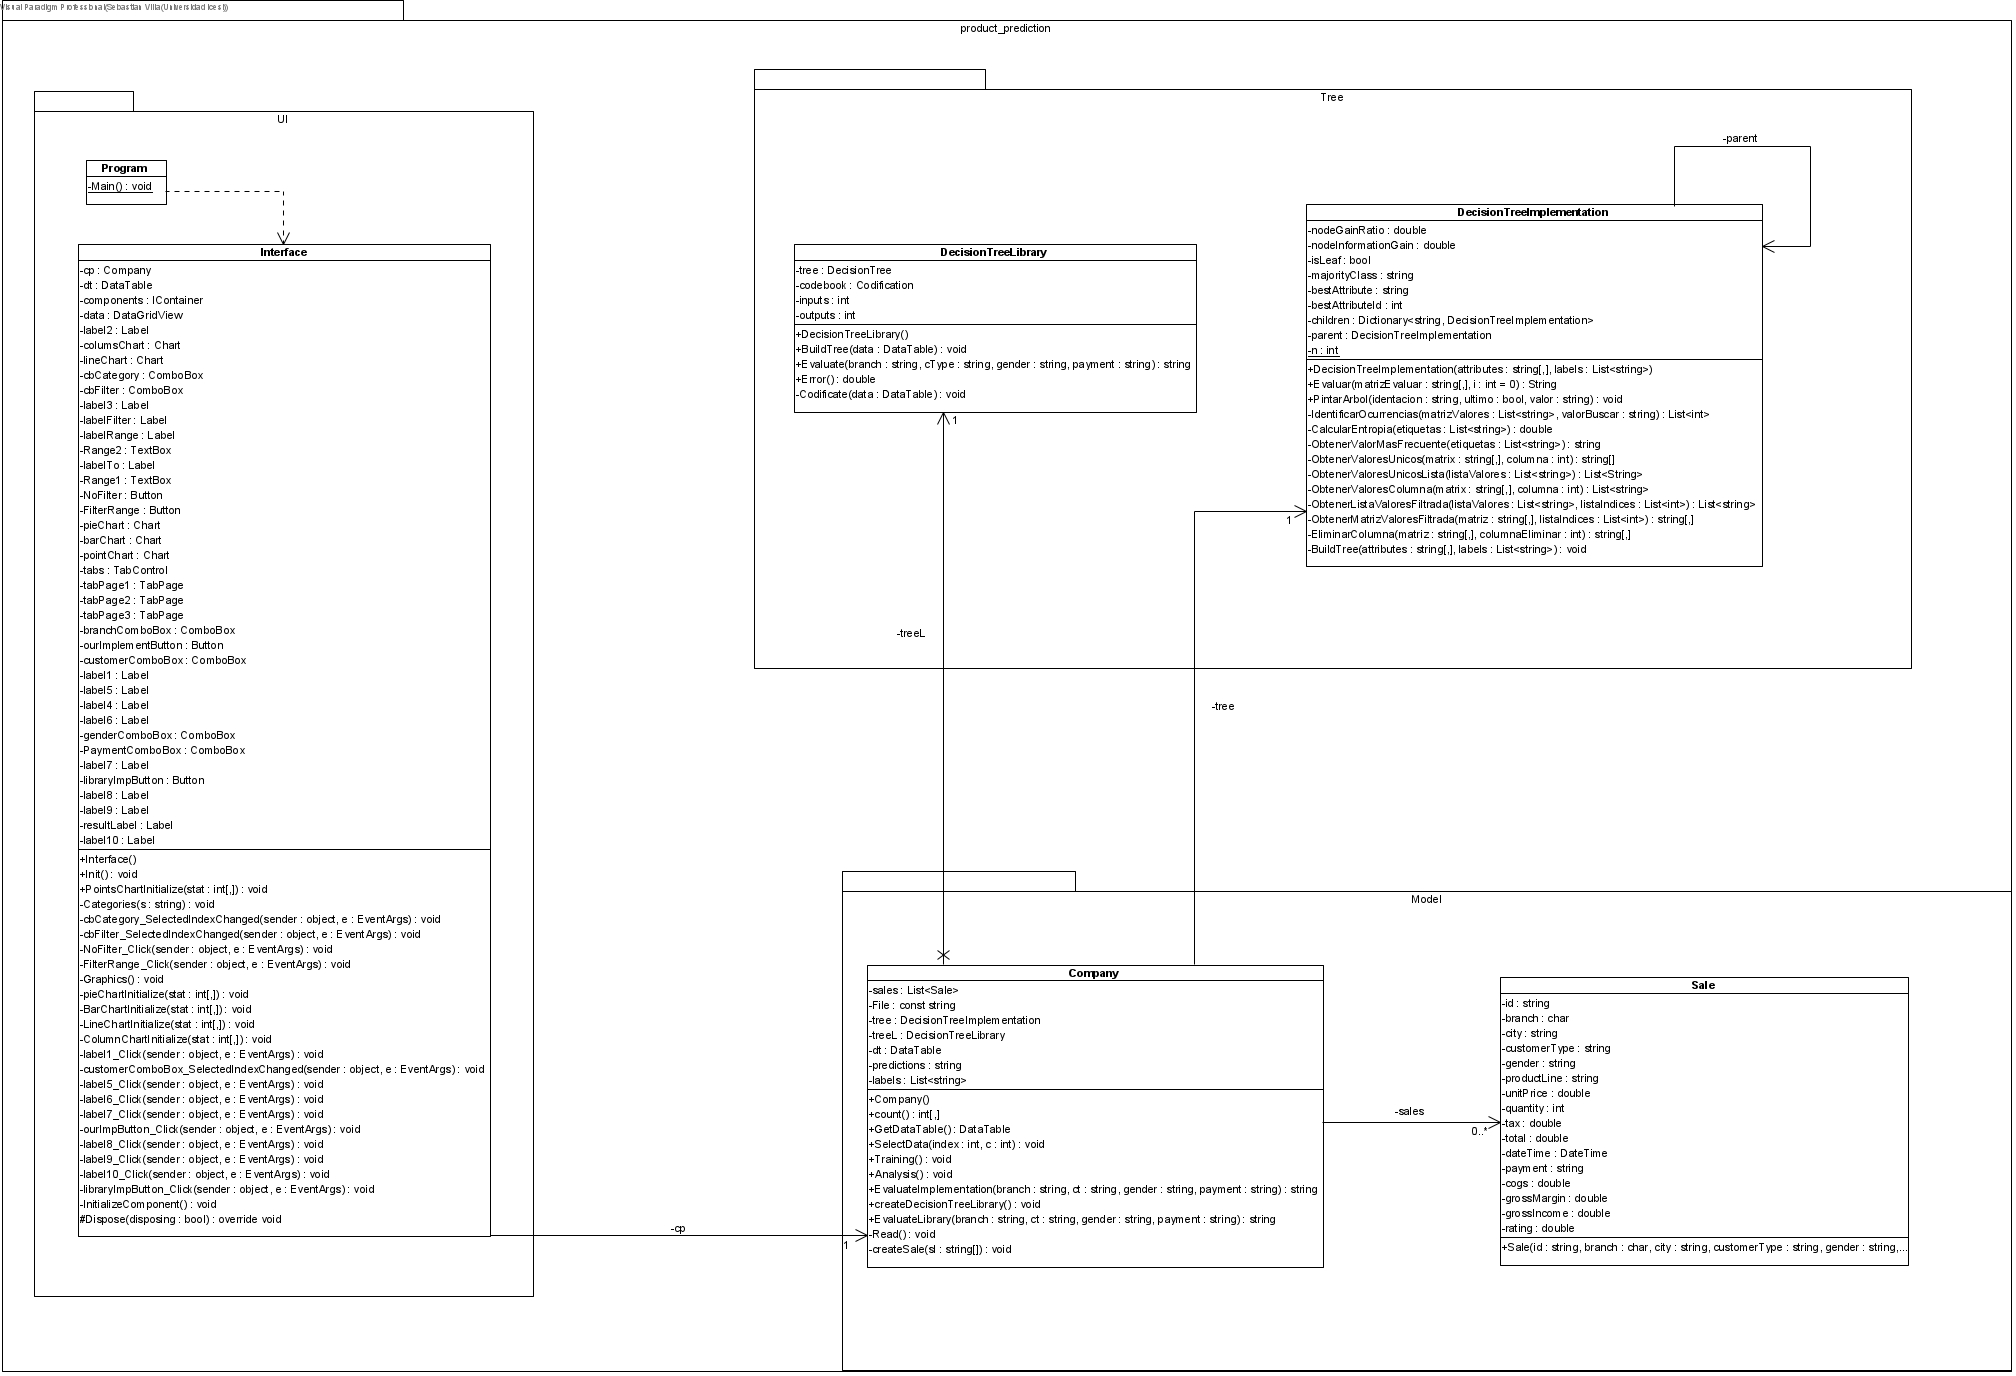 Visual Paradigm Professional(Sebastian Villa(Universidad Icesi))
product_prediction
UI
Program
-Main() : void
Interface
-cp : Company
-dt : DataTable
-components : IContainer
-data : DataGridView
-label2 : Label
-columsChart : Chart
-lineChart : Chart
-cbCategory : ComboBox
-cbFilter : ComboBox
-label3 : Label
-labelFilter : Label
-labelRange : Label
-Range2 : TextBox
-labelTo : Label
-Range1 : TextBox
-NoFilter : Button
-FilterRange : Button
-pieChart : Chart
-barChart : Chart
-pointChart : Chart
-tabs : TabControl
-tabPage1 : TabPage
-tabPage2 : TabPage
-tabPage3 : TabPage
-branchComboBox : ComboBox
-ourImplementButton : Button
-customerComboBox : ComboBox
-label1 : Label
-label5 : Label
-label4 : Label
-label6 : Label
-genderComboBox : ComboBox
-PaymentComboBox : ComboBox
-label7 : Label
-libraryImpButton : Button
-label8 : Label
-label9 : Label
-resultLabel : Label
-label10 : Label
+Interface()
+Init() : void
+PointsChartInitialize(stat : int[,]) : void
-Categories(s : string) : void
-cbCategory_SelectedIndexChanged(sender : object, e : EventArgs) : void
-cbFilter_SelectedIndexChanged(sender : object, e : EventArgs) : void
-NoFilter_Click(sender : object, e : EventArgs) : void
-FilterRange_Click(sender : object, e : EventArgs) : void
-Graphics() : void
-pieChartInitialize(stat : int[,]) : void
-BarChartInitialize(stat : int[,]) : void
-LineChartInitialize(stat : int[,]) : void
-ColumnChartInitialize(stat : int[,]) : void
-label1_Click(sender : object, e : EventArgs) : void
-customerComboBox_SelectedIndexChanged(sender : object, e : EventArgs) : void
-label5_Click(sender : object, e : EventArgs) : void
-label6_Click(sender : object, e : EventArgs) : void
-label7_Click(sender : object, e : EventArgs) : void
-ourImpButton_Click(sender : object, e : EventArgs) : void
-label8_Click(sender : object, e : EventArgs) : void
-label9_Click(sender : object, e : EventArgs) : void
-label10_Click(sender : object, e : EventArgs) : void
-libraryImpButton_Click(sender : object, e : EventArgs) : void
-InitializeComponent() : void
#Dispose(disposing : bool) : override void
-cp
1
Tree
DecisionTreeLibrary
-tree : DecisionTree
-codebook : Codification
-inputs : int
-outputs : int
+DecisionTreeLibrary()
+BuildTree(data : DataTable) : void
+Evaluate(branch : string, cType : string, gender : string, payment : string) : string
+Error() : double
-Codificate(data : DataTable) : void
1
-treeL
-parent
DecisionTreeImplementation
-nodeGainRatio : double
-nodeInformationGain : double
-isLeaf : bool
-majorityClass : string
-bestAttribute : string
-bestAttributeId : int
-children : Dictionary<string, DecisionTreeImplementation>
-parent : DecisionTreeImplementation
-n : int
+DecisionTreeImplementation(attributes : string[,], labels : List<string>)
+Evaluar(matrizEvaluar : string[,], i : int = 0) : String
+PintarArbol(identacion : string, ultimo : bool, valor : string) : void
-IdentificarOcurrencias(matrizValores : List<string>, valorBuscar : string) : List<int>
-CalcularEntropia(etiquetas : List<string>) : double
-ObtenerValorMasFrecuente(etiquetas : List<string>) : string
-ObtenerValoresUnicos(matrix : string[,], columna : int) : string[]
-ObtenerValoresUnicosLista(listaValores : List<string>) : List<String>
-ObtenerValoresColumna(matrix : string[,], columna : int) : List<string>
-ObtenerListaValoresFiltrada(listaValores : List<string>, listaIndices : List<int>) : List<string>
-ObtenerMatrizValoresFiltrada(matriz : string[,], listaIndices : List<int>) : string[,]
-EliminarColumna(matriz : string[,], columnaEliminar : int) : string[,]
-BuildTree(attributes : string[,], labels : List<string>) : void
1
-tree
Model
Company
-sales : List<Sale>
-File : const string
-tree : DecisionTreeImplementation
-treeL : DecisionTreeLibrary
-dt : DataTable
-predictions : string
-labels : List<string>
+Company()
+count() : int[,]
+GetDataTable() : DataTable
+SelectData(index : int, c : int) : void
+Training() : void
+Analysis() : void
+EvaluateImplementation(branch : string, ct : string, gender : string, payment : string) : string
+createDecisionTreeLibrary() : void
+EvaluateLibrary(branch : string, ct : string, gender : string, payment : string) : string
-Read() : void
-createSale(sl : string[]) : void
-sales
0..*
Sale
-id : string
-branch : char
-city : string
-customerType : string
-gender : string
-productLine : string
-unitPrice : double
-quantity : int
-tax : double
-total : double
-dateTime : DateTime
-payment : string
-cogs : double
-grossMargin : double
-grossIncome : double
-rating : double
+Sale(id : string, branch : char, city : string, customerType : string, gender : string,...